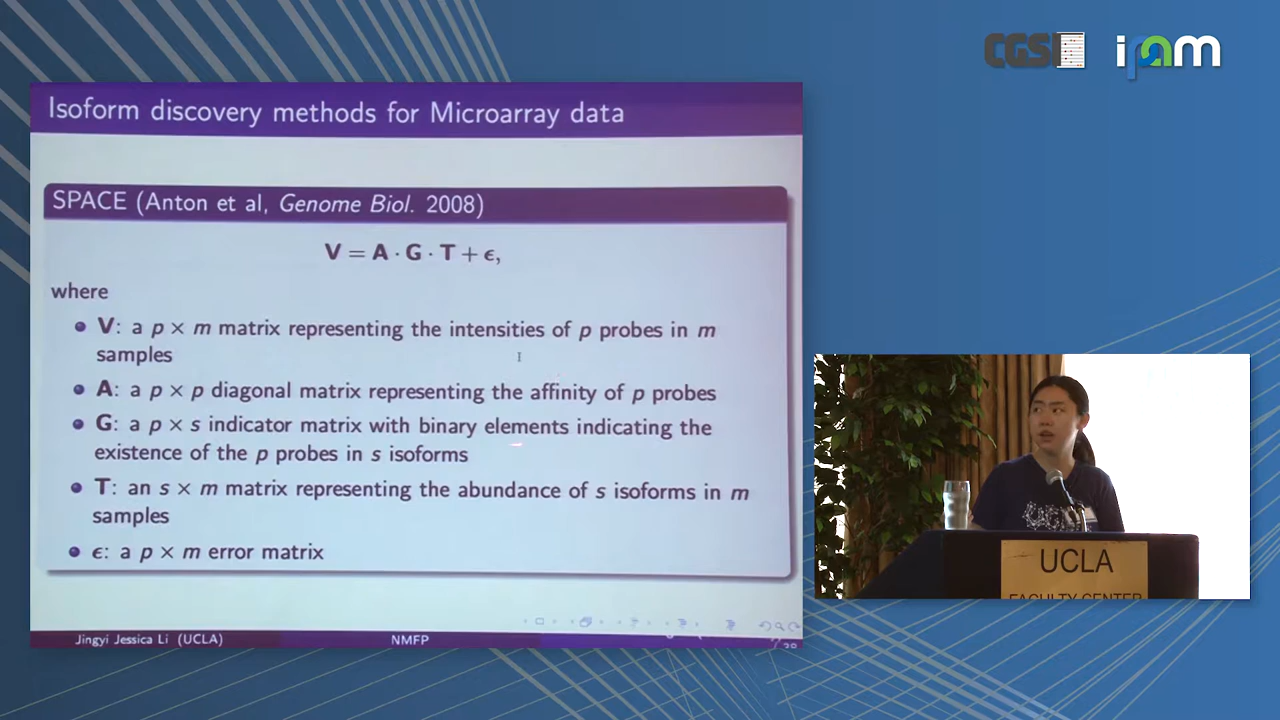 CGSI
ipam
Isoform discovery methods for Microarray data
SPACE (Anton et al, Genome Biol. 2008)
V = A · G · T + ϵ,
where
V: a p × m matrix representing the intensities of p probes in m
samples
A: a p × p diagonal matrix representing the affinity of p probes
G: a p × s indicator matrix with binary elements indicating the
existence of the p probes in s isoforms
T: an s × m matrix representing the abundance of s isoforms in m
samples
ϵ: a p × m error matrix
Jingyi Jessica Li (UCLA)
NMFP
UCLA
FACULTY CENTER